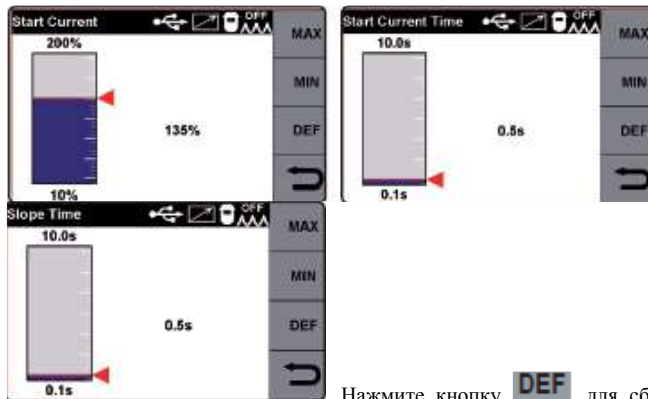 Start Current OFF
MAX
200%
MIN
135%
DEF
10%
Start Current Time OFF
MAX
10.0s
MIN
0.5s
DEF
0.1s
Slope Time OFF
MAX
10.0s
MIN
0.5s
DEF
0.1s
Нажмите кнопку DEF для